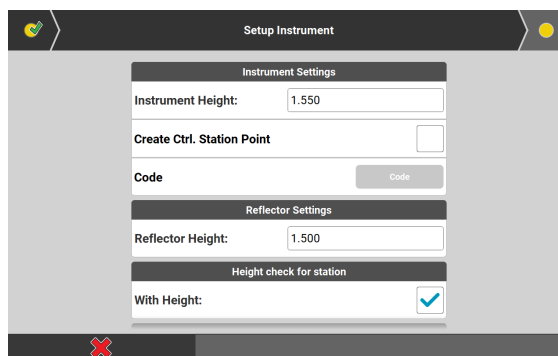 Setup Instrument
Instrument Settings
Instrument Height: 1.550
Create Ctrl. Station Point
Code Code
Reflector Settings
Reflector Height: 1.500
Height check for station
With Height: